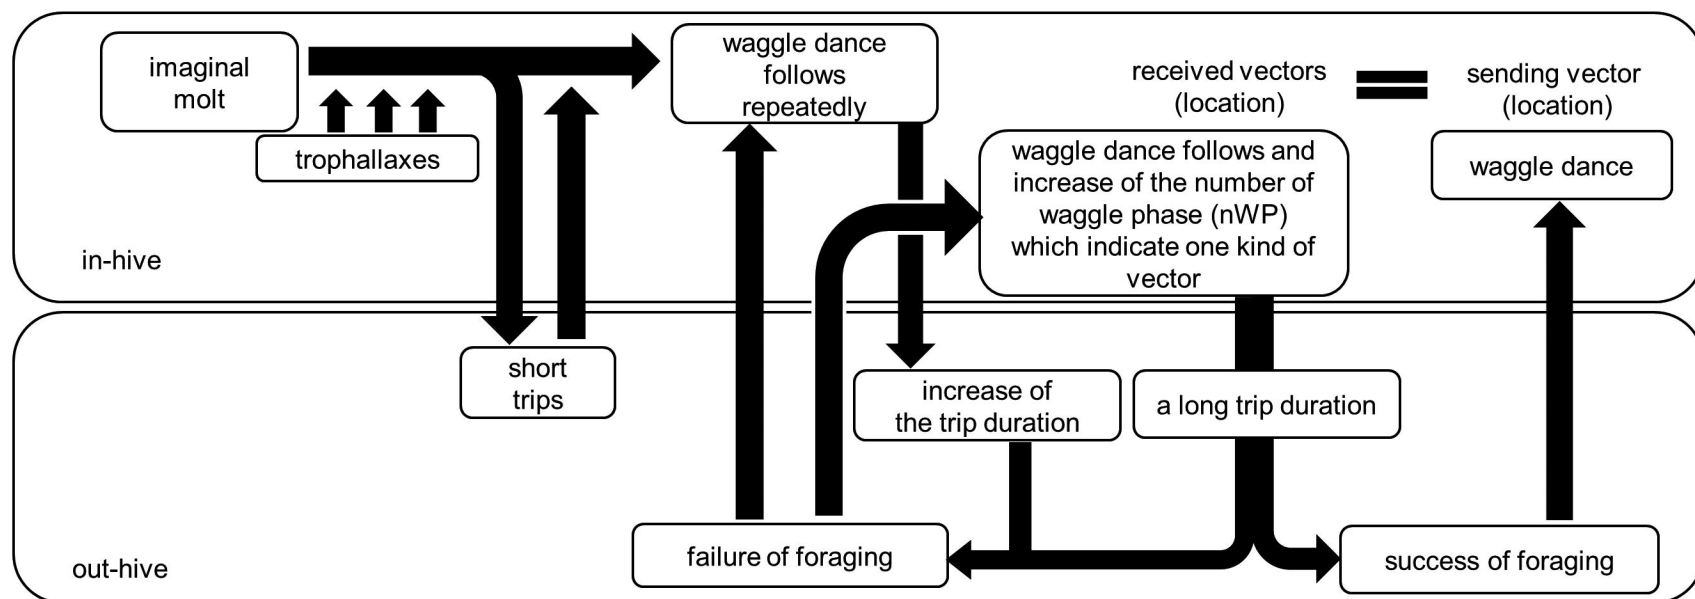 imaginal
molt
trophallaxes
waggle dance
follows
repeatedly
received vectors
(location)
sending vector
(location)
waggle dance follows and
increase of the number of
waggle phase (nWP)
which indicate one kind of
vector
waggle dance
in-hive
short
trips
increase of
the trip duration
a long trip duration
failure of foraging
success of foraging
out-hive